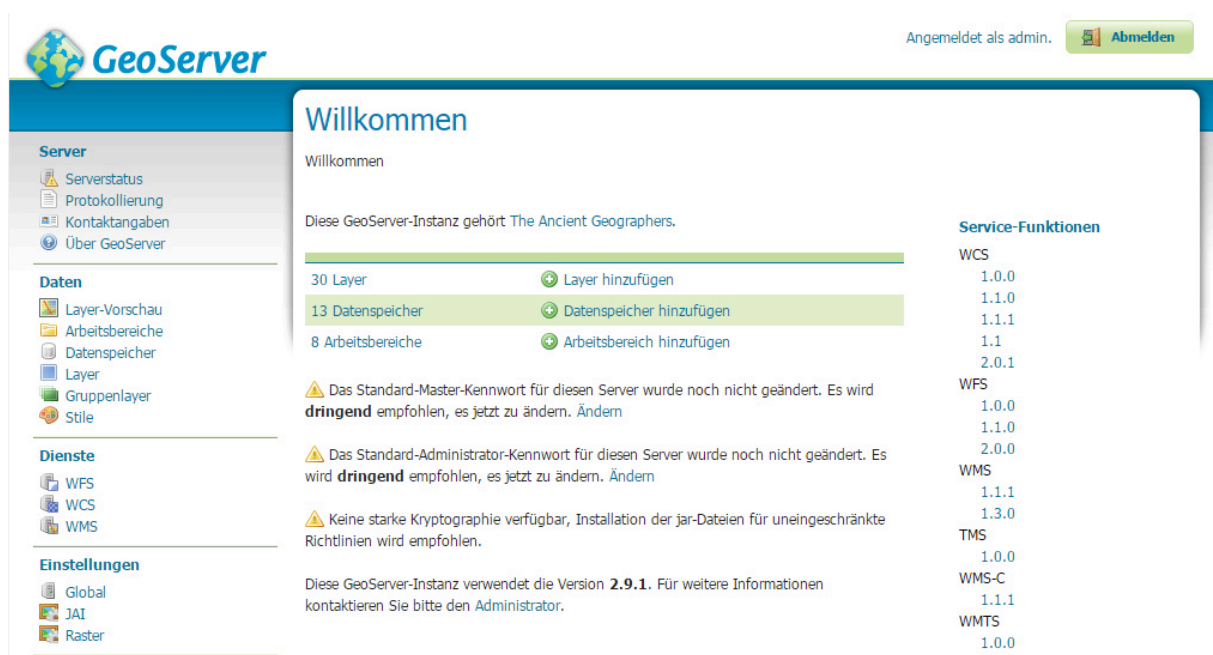 GeoServer
Angemeldet als admin.
Abmelden
Server
Serverstatus
Protokollierung
Kontaktangaben
Über GeoServer
Daten
Layer-Vorschau
Arbeitsbereiche
Datenspeicher
Layer
Gruppenlayer
Stile
Dienste
WFS
WCS
WMS
Einstellungen
Global
JAI
Raster
Willkommen
Willkommen
Diese GeoServer-Instanz gehört The Ancient Geographers.
30 Layer Layer hinzufügen
13 Datenspeicher Datenspeicher hinzufügen
8 Arbeitsbereiche Arbeitsbereich hinzufügen
Das Standard-Master-Kennwort für diesen Server wurde noch nicht geändert. Es wird
dringend empfohlen, es jetzt zu ändern. Ändern
Das Standard-Administrator-Kennwort für diesen Server wurde noch nicht geändert. Es
wird dringend empfohlen, es jetzt zu ändern. Ändern
Keine starke Kryptographie verfügbar, Installation der jar-Dateien für uneingeschränkte
Richtlinien wird empfohlen.
Diese GeoServer-Instanz verwendet die Version 2.9.1. Für weitere Informationen
kontaktieren Sie bitte den Administrator.
Service-Funktionen
WCS
1.0.0
1.1.0
1.1.1
1.1
2.0.1
WFS
1.0.0
1.1.0
2.0.0
WMS
1.1.1
1.3.0
TMS
1.0.0
WMS-C
1.1.1
WMTS
1.0.0